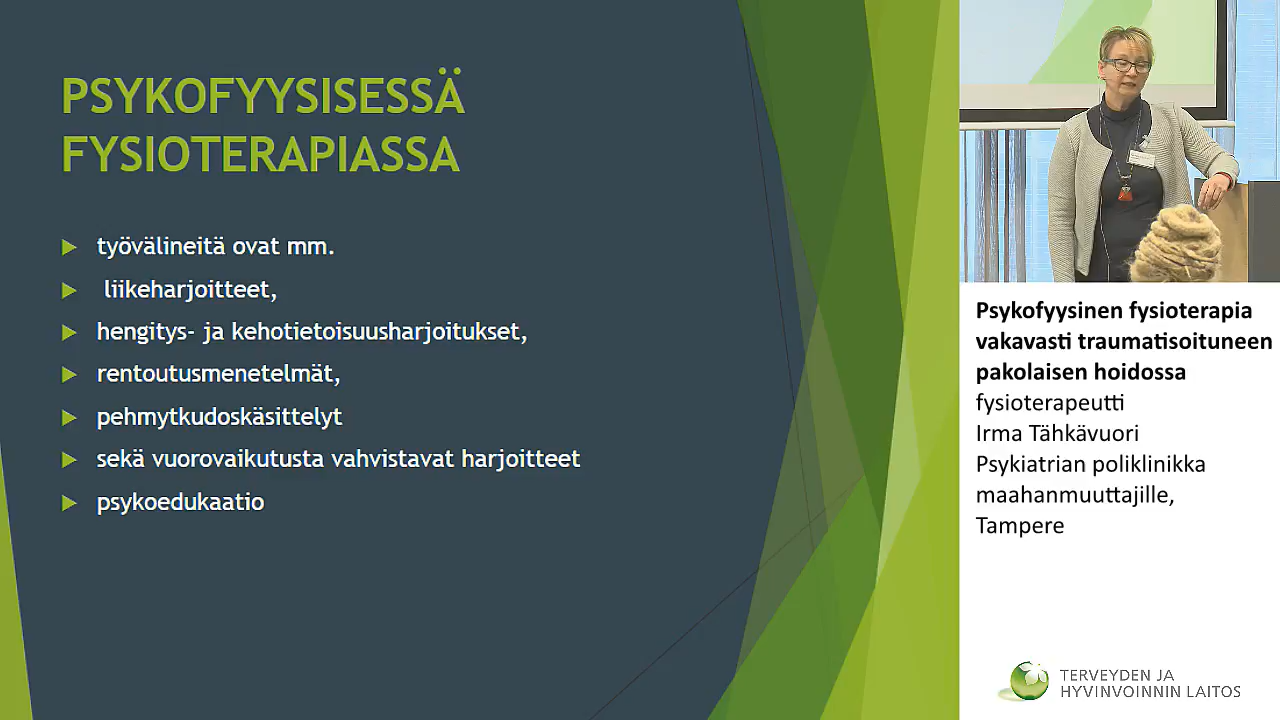 PSYKOFYYSISESSÄ
FYSIOTERAPIASSA
työvälineitä ovat mm.
liikeharjoitteet,
hengitys- ja kehotietoisuusharjoitukset,
rentoutusmenetelmät,
pehmytkudoskäsittelyt
sekä vuorovaikutusta vahvistavat harjoitteet
psykoedukaatio
Psykofyysinen fysioterapia
vakavasti traumatisoituneen
pakolaisen hoidossa
fysioterapeutti
Irma Tähkävuori
Psykiatrian poliklinikka
maahanmuuttajille,
Tampere
TERVEYDEN JA
HYVINVOINNIN LAITOS